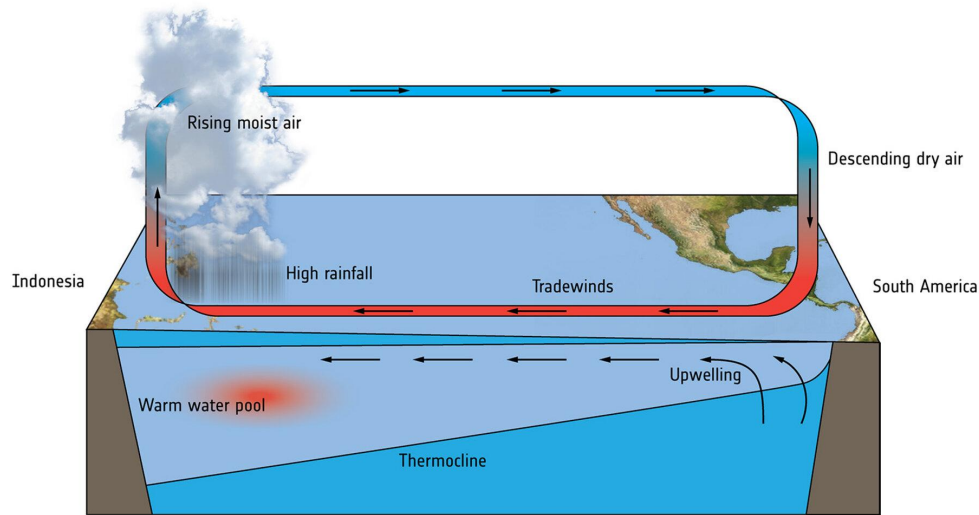 Rising moist air
Descending dry air
Indonesia
High rainfall
Tradewinds
South America
Upwelling
Warm water pool
Thermocline